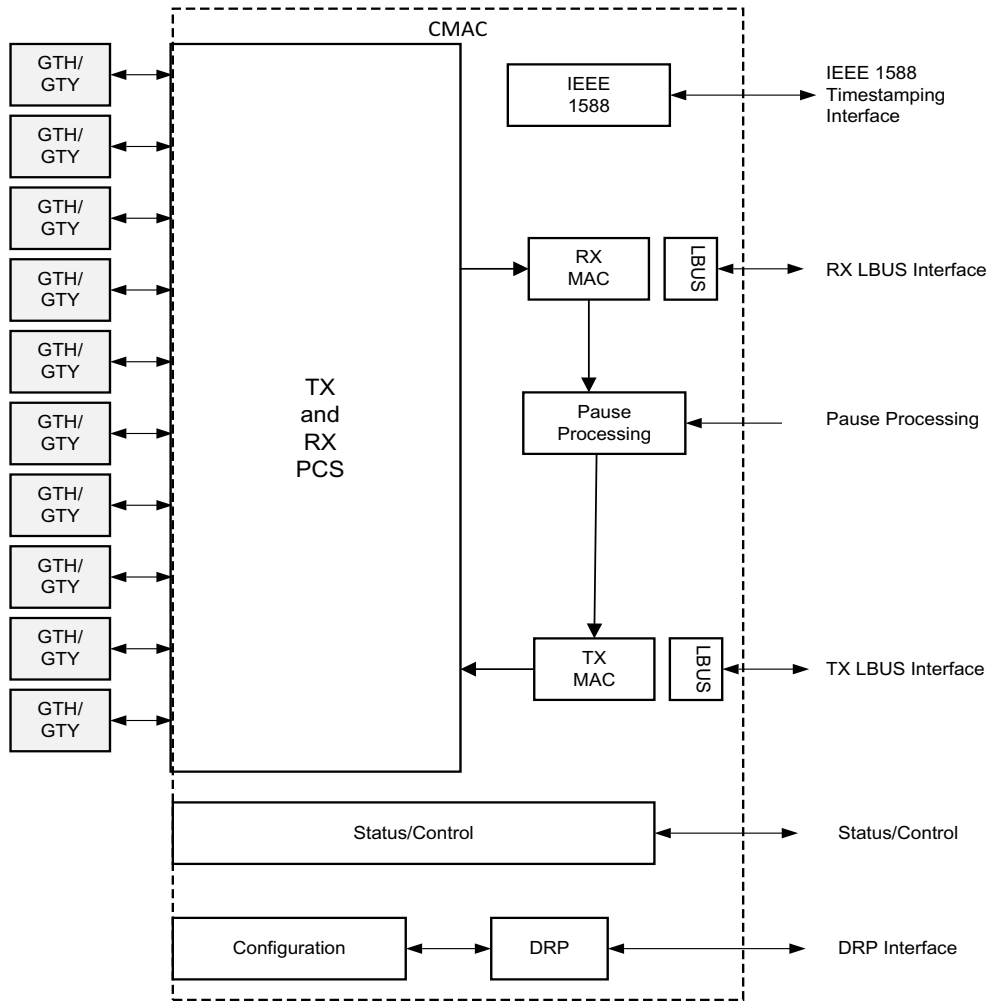 CMAC
GTH/
GTY
GTH/
GTY
GTH/
GTY
GTH/
GTY
GTH/
GTY
GTH/
GTY
GTH/
GTY
GTH/
GTY
GTH/
GTY
GTH/
GTY
TX
and
RX
PCS
IEEE
1588
IEEE 1588
Timestamping
Interface
RX
MAC
LBUS
RX LBUS Interface
Pause
Processing
Pause Processing
TX
MAC
LBUS
TX LBUS Interface
Status/Control
Status/Control
Configuration
DRP
DRP Interface